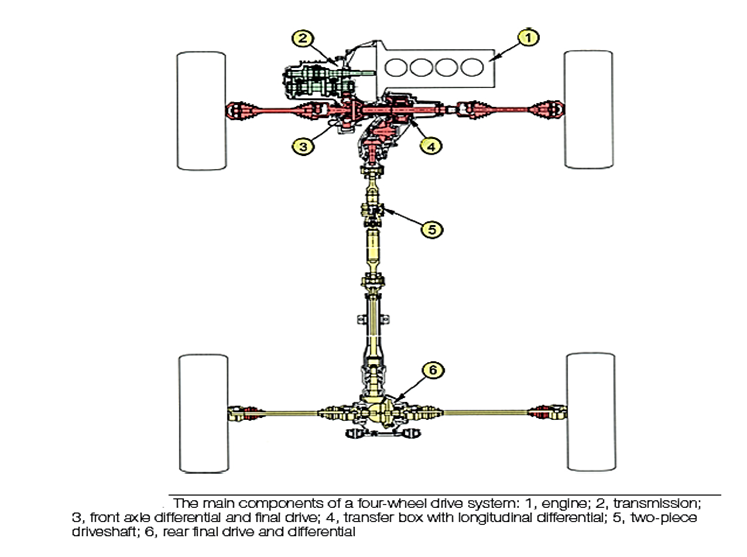 2
1
3
4
5
6
The main components of a four-wheel drive system: 1, engine; 2, transmission;
3, front axle differential and final drive; 4, transfer box with longitudinal differential; 5, two-piece
driveshaft; 6, rear final drive and differential